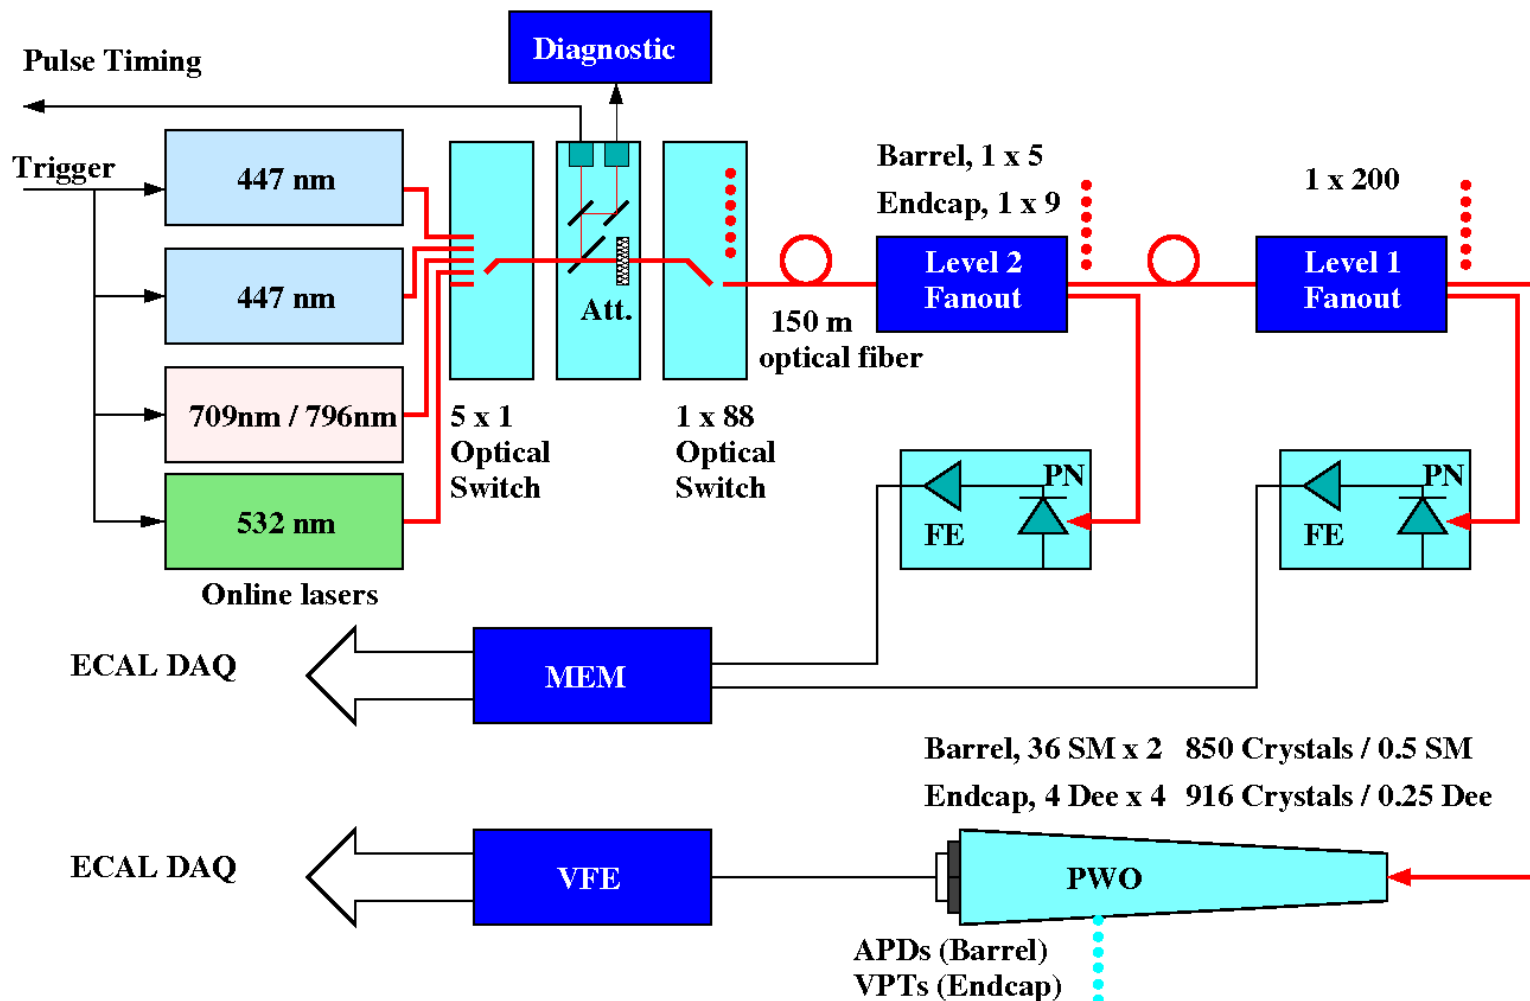 Diagnostic
Pulse Timing
Trigger
447 nm
447 nm
709nm / 796nm
532 nm
Online lasers
5 x 1
Optical
Switch
Att.
1 x 88
Optical
Switch
150 m
optical fiber
Barrel, 1 x 5
Endcap, 1 x 9
Level 2
Fanout
1 x 200
Level 1
Fanout
PN
FE
PN
FE
ECAL DAQ
MEM
Barrel, 36 SM x 2 850 Crystals / 0.5 SM
Endcap, 4 Dee x 4 916 Crystals / 0.25 Dee
ECAL DAQ
VFE
PWO
APDs (Barrel)
VPTs (Endcap)